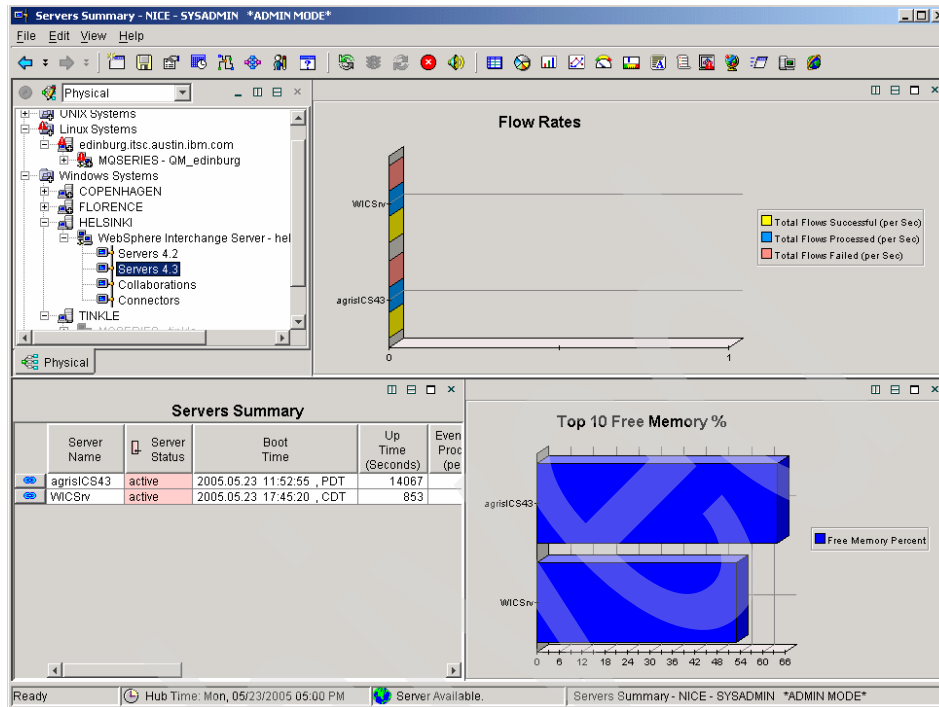 Servers Summary - NICE - SYSADMIN *ADMIN MODE*
File Edit View Help
Physical
UNIX Systems
Linux Systems
edinburg.itsc.austin.ibm.com
MQSERIES - QM_edinburg
Windows Systems
COPENHAGEN
FLORENCE
HELSINKI
WebSphere Interchange Server - hel
Servers 4.2
Servers 4.3
Collaborations
Connectors
TINKLE
MQSERIES - tinkle
Physical
Flow Rates
WICSrv
agrisICS43
0 1
Total Flows Successful (per Sec)
Total Flows Processed (per Sec)
Total Flows Failed (per Sec)
Servers Summary
Server Name Server Status Boot Time Up Time (Seconds) Even Proc (pe
agrisICS43 active 2005.05.23 11:52:55 , PDT 14067
WICSrv active 2005.05.23 17:45:20 , CDT 853
Top 10 Free Memory %
agrisICS43
WICSrv
0 6 12 18 24 30 36 42 48 54 60 66
Free Memory Percent
Ready Hub Time: Mon, 05/23/2005 05:00 PM Server Available. Servers Summary - NICE - SYSADMIN *ADMIN MODE*